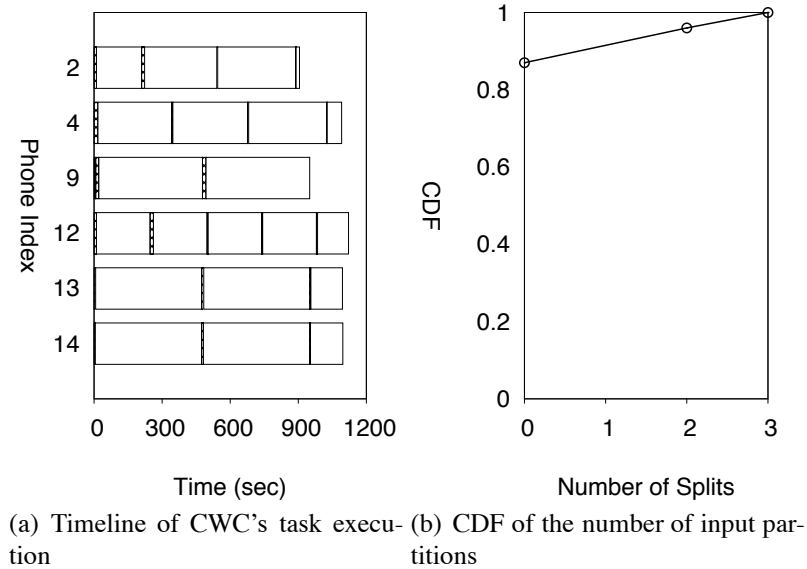 2
4
9
12
13
14
Phone Index
0 300 600 900 1200
Time (sec)
1
0.8
0.6
0.4
0.2
0
CDF
0 1 2 3
Number of Splits
(a) Timeline of CWC's task execu-
tion
(b) CDF of the number of input par-
titions